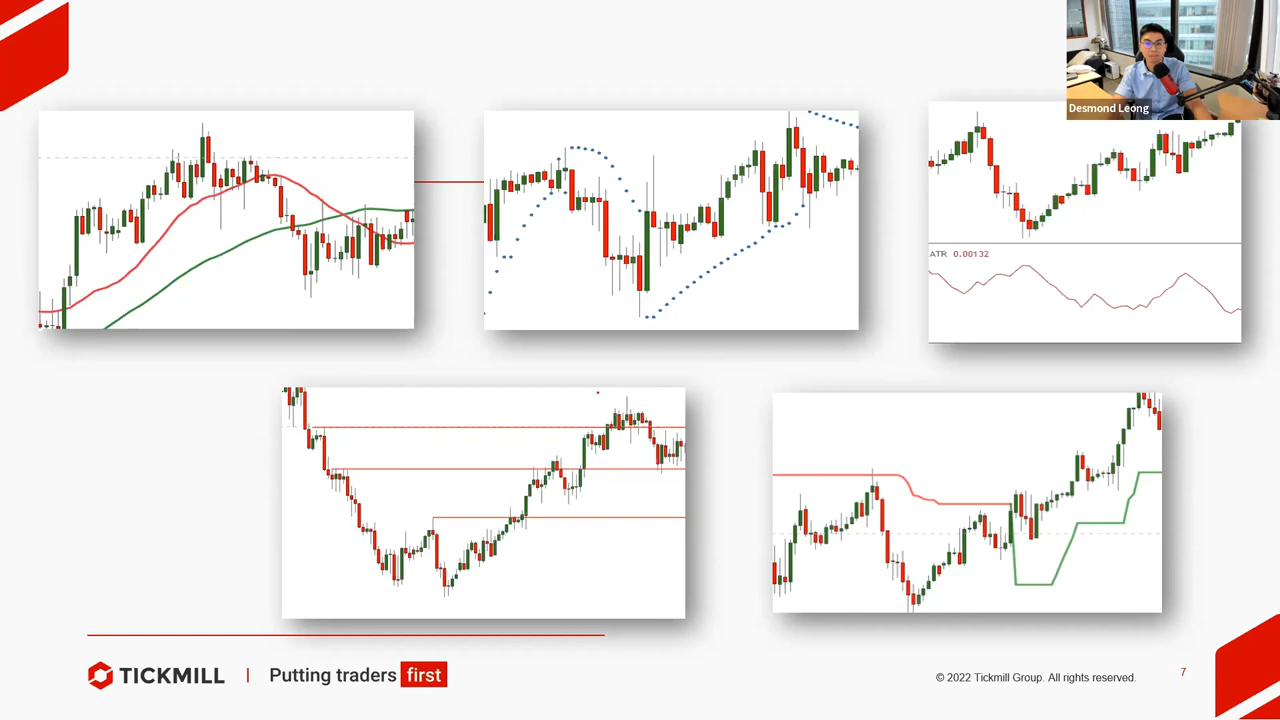 Desmond Leong
ATR 0.00132
TICKMILL | Putting traders first
© 2022 Tickmill Group. All rights reserved.
7